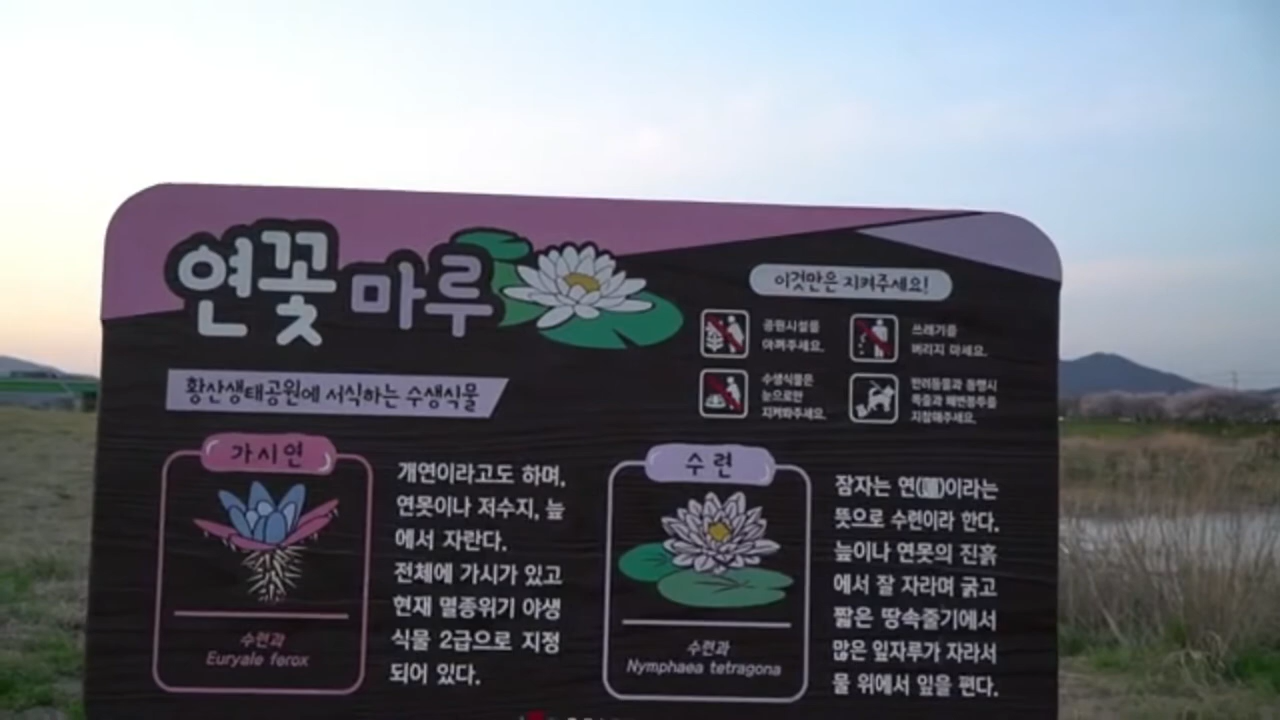 연꽃마루
황산생태공원에 서식하는 수생식물
이것만은 지켜주세요!
공원시설을
아껴주세요.
쓰레기를
버리지 마세요.
수생식물은
눈으로만
지켜봐주세요.
반려동물과 동행시
목줄과 배변봉투를
지참해주세요.
가시연
수련과
Euryale ferox
개연이라고도 하며,
연못이나 저수지, 늪
에서 자란다.
전체에 가시가 있고
현재 멸종위기 야생
식물 2급으로 지정
되어 있다.
수련
수련과
Nymphaea tetragona
잠자는 연(蓮)이라는
뜻으로 수련이라 한다.
늪이나 연못의 진흙
에서 잘 자라며 굵고
짧은 땅속줄기에서
많은 잎자루가 자라서
물 위에서 잎을 편다.